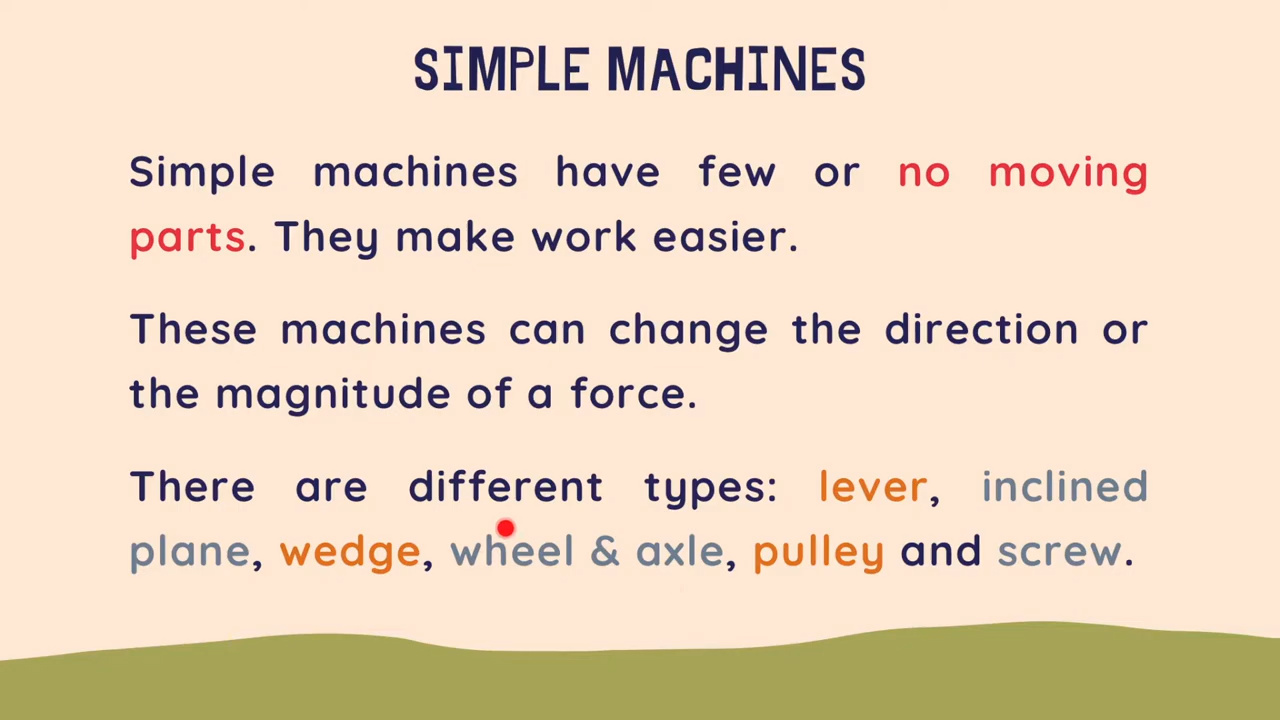 SIMPLE MACHINES
Simple machines have few or no moving
parts. They make work easier.
These machines can change the direction or
the magnitude of a force.
There are different types: lever, inclined
plane, wedge, wheel & axle, pulley and screw.